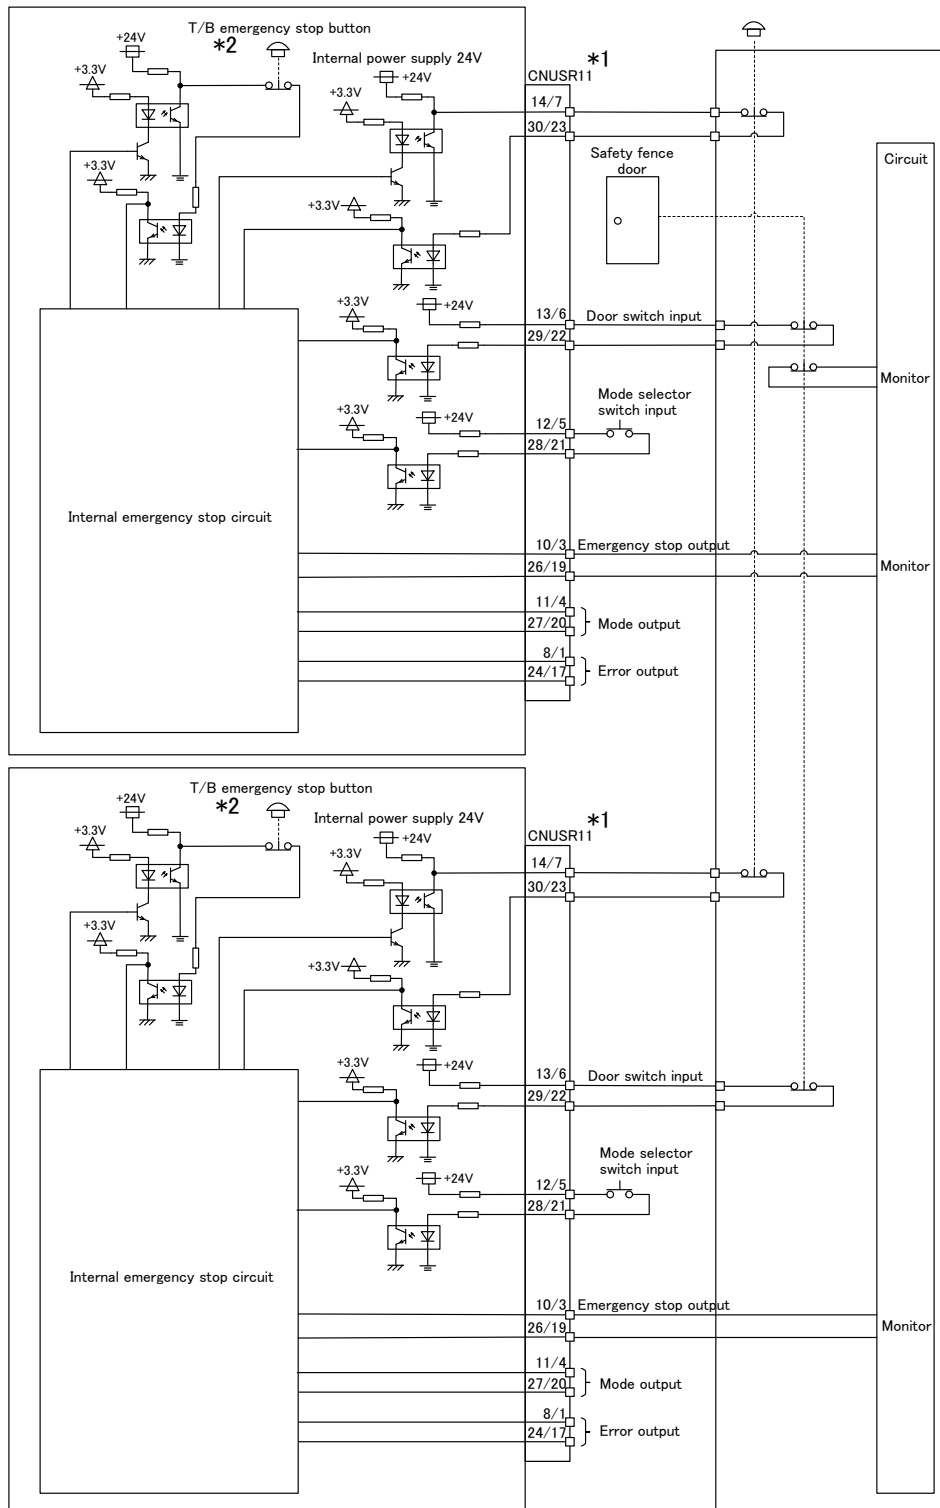 T/B emergency stop button
*2
+24V
+3.3V
Internal power supply 24V
+24V
+3.3V
*1
CNUSR11
14/7
30/23
+3.3V
+3.3V
Safety fence
door
Circuit
+3.3V
+24V
13/6
Door switch input
29/22
Monitor
Mode selector
switch input
+3.3V
+24V
12/5
28/21
Internal emergency stop circuit
10/3
Emergency stop output
26/19
Monitor
11/4
27/20
Mode output
8/1
24/17
Error output
T/B emergency stop button
*2
+24V
+3.3V
Internal power supply 24V
+24V
+3.3V
*1
CNUSR11
14/7
30/23
+3.3V
+3.3V
+3.3V
+24V
13/6
Door switch input
29/22
Mode selector
switch input
+3.3V
+24V
12/5
28/21
Internal emergency stop circuit
10/3
Emergency stop output
26/19
Monitor
11/4
27/20
Mode output
8/1
24/17
Error output